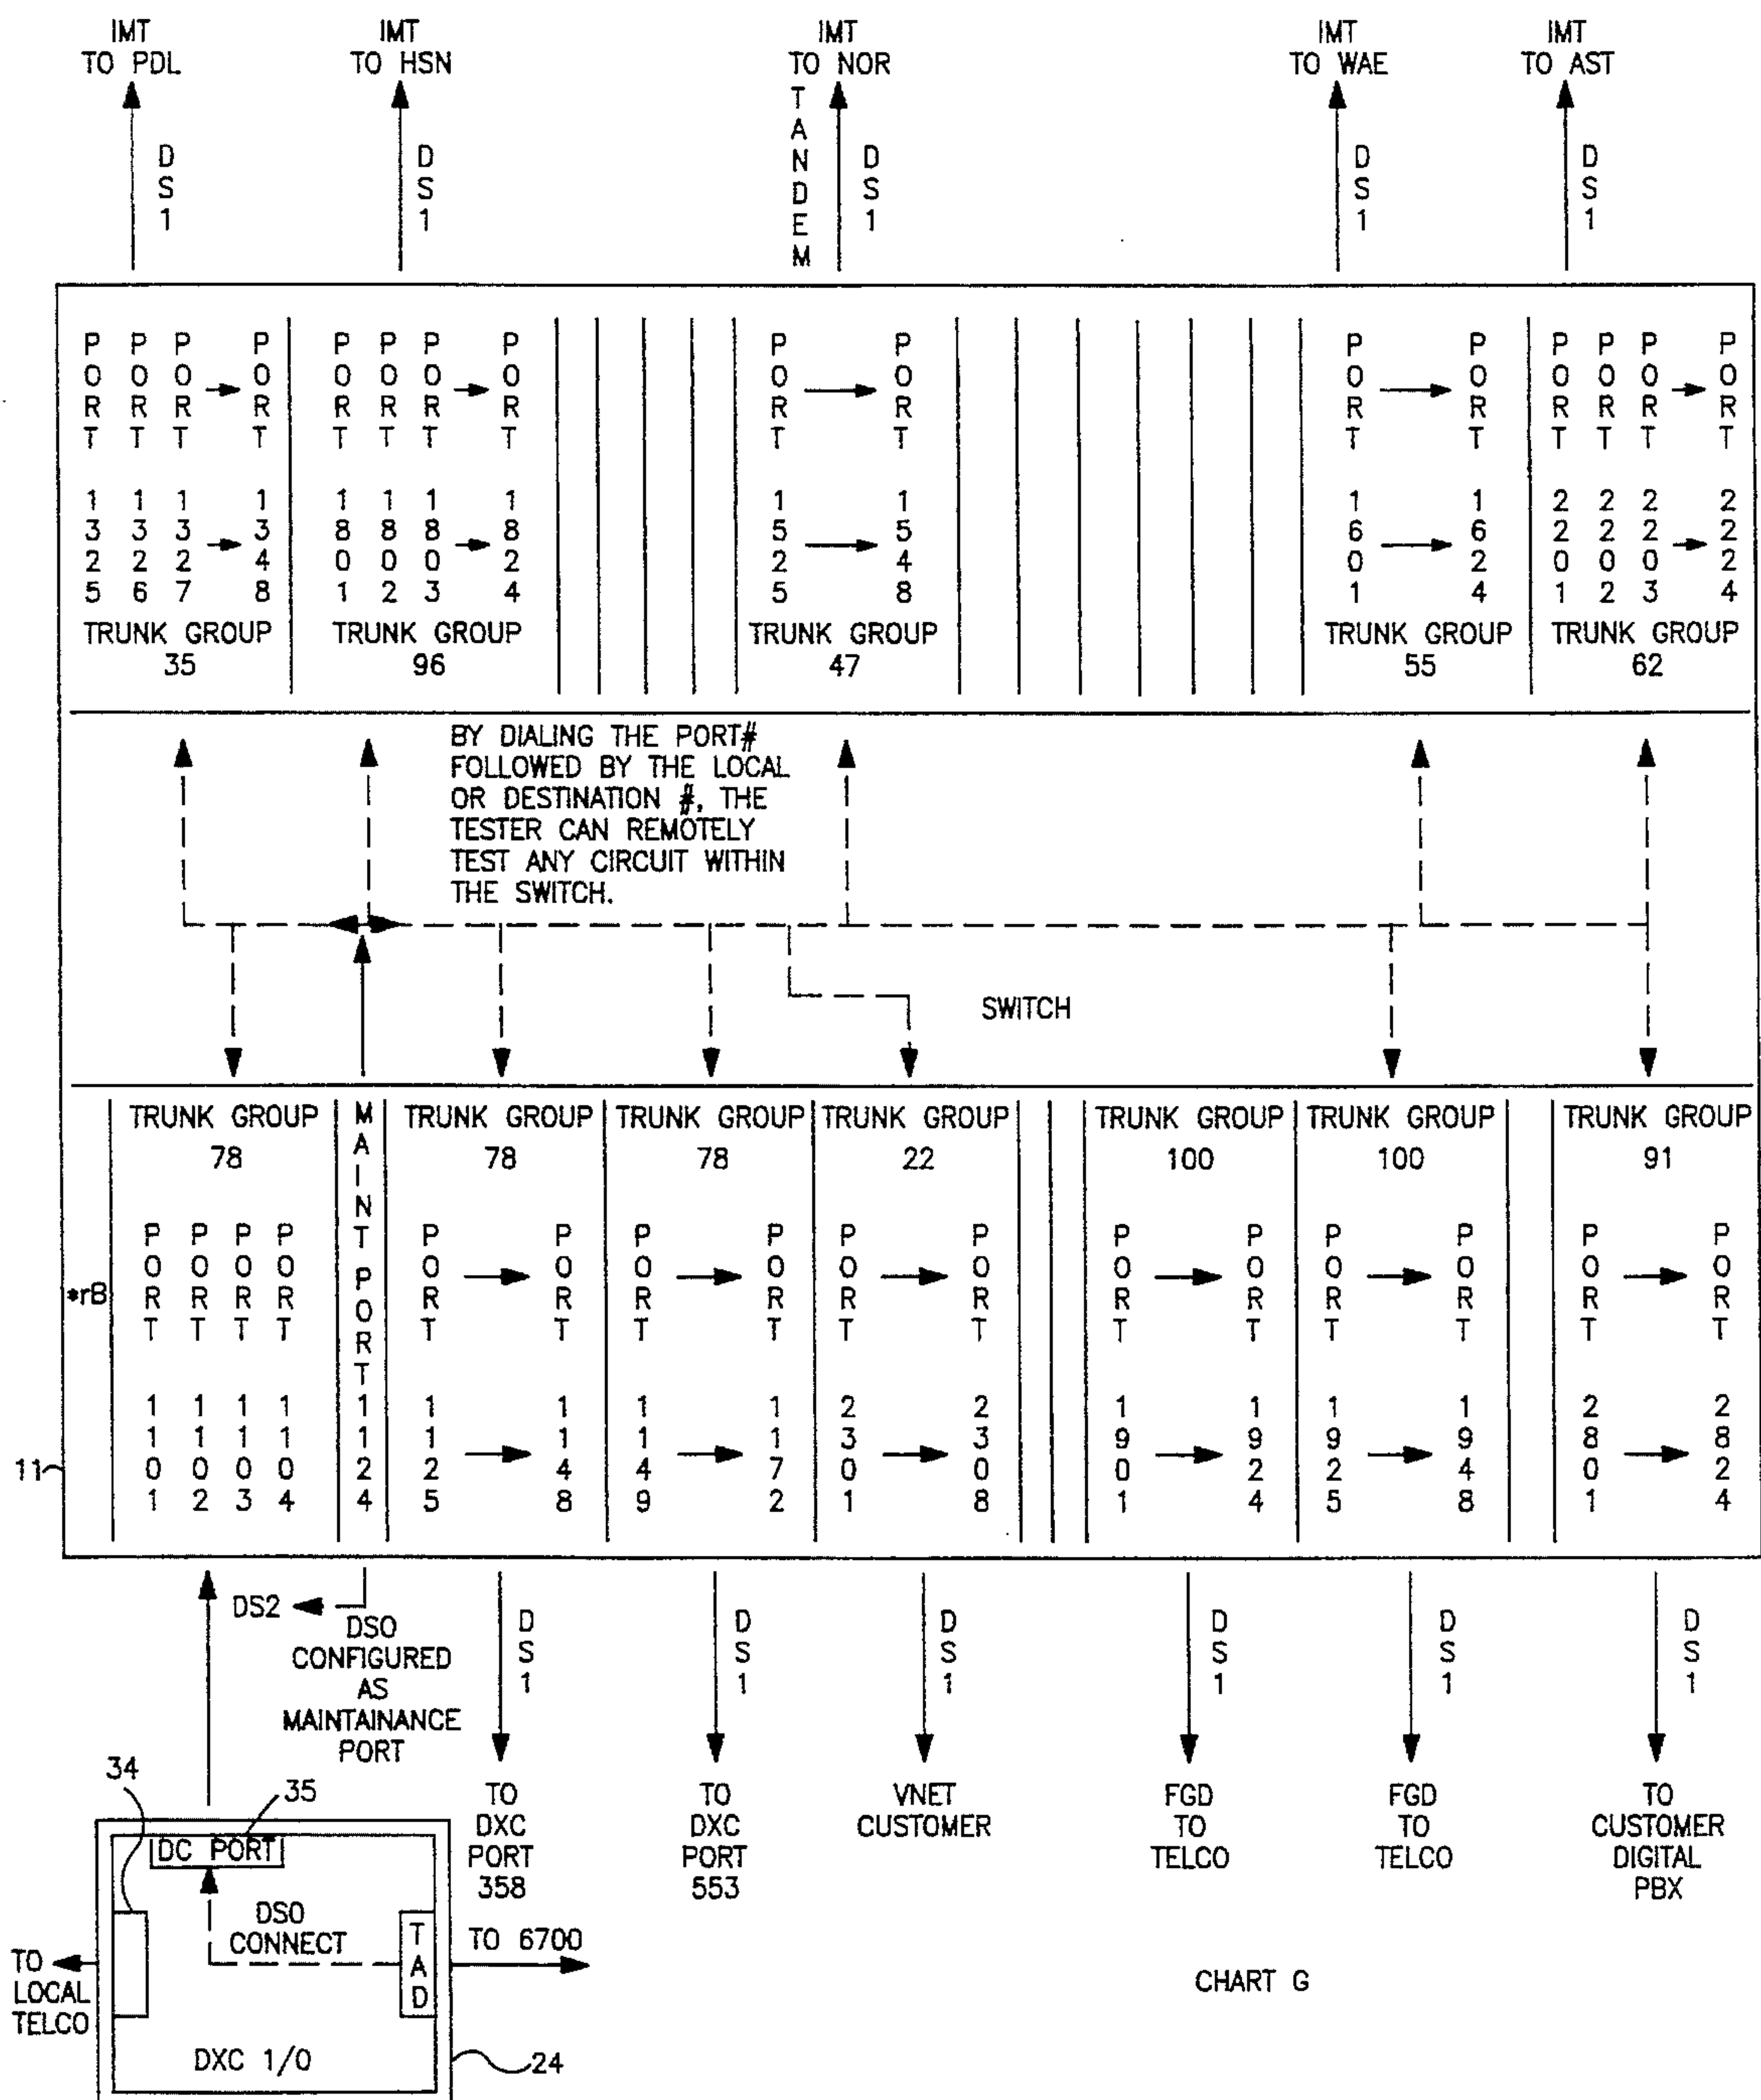 IMT
TO PDL
IMT
TO HSN
IMT
TO NOR
IMT
TO WAE
IMT
TO AST
DS1
DS1
TANDEM
DS1
DS1
DS1
PORT 1325
PORT 1326
PORT 1327
PORT 1348
TRUNK GROUP
35
PORT 1801
PORT 1802
PORT 1803
PORT 1824
TRUNK GROUP
96
PORT 1525
PORT 1548
TRUNK GROUP
47
PORT 1601
PORT 1624
TRUNK GROUP
55
PORT 2201
PORT 2202
PORT 2203
PORT 2224
TRUNK GROUP
62
BY DIALING THE PORT#
FOLLOWED BY THE LOCAL
OR DESTINATION #, THE
TESTER CAN REMOTELY
TEST ANY CIRCUIT WITHIN
THE SWITCH.
SWITCH
*rB
11
TRUNK GROUP
78
PORT 1101
PORT 1102
PORT 1103
PORT 1104
MAINT PORT 1124
TRUNK GROUP
78
PORT 1125
PORT 1148
TRUNK GROUP
78
PORT 1149
PORT 1172
TRUNK GROUP
22
PORT 2301
PORT 2308
TRUNK GROUP
100
PORT 1901
PORT 1924
TRUNK GROUP
100
PORT 1925
PORT 1948
TRUNK GROUP
91
PORT 2801
PORT 2824
DS2
DSO
CONFIGURED
AS
MAINTAINANCE
PORT
DS1
DS1
DS1
DS1
DS1
DS1
TO
DXC
PORT
358
TO
DXC
PORT
553
VNET
CUSTOMER
FGD
TO
TELCO
FGD
TO
TELCO
TO
CUSTOMER
DIGITAL
PBX
34
35
DC PORT
DSO
CONNECT
TAD
TO 6700
TO
LOCAL
TELCO
DXC 1/0
24
CHART G